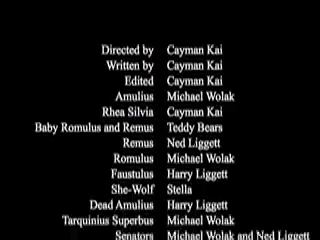 Directed by Cayman Kai
Written by Cayman Kai
Edited Cayman Kai
Amulius Michael Wolak
Rhea Silvia Cayman Kai
Baby Romulus and Remus Teddy Bears
Remus Ned Liggett
Romulus Michael Wolak
Faustulus Harry Liggett
She-Wolf Stella
Dead Amulius Harry Liggett
Tarquinius Superbus Michael Wolak
Senators Michael Wolak and Ned Liggett